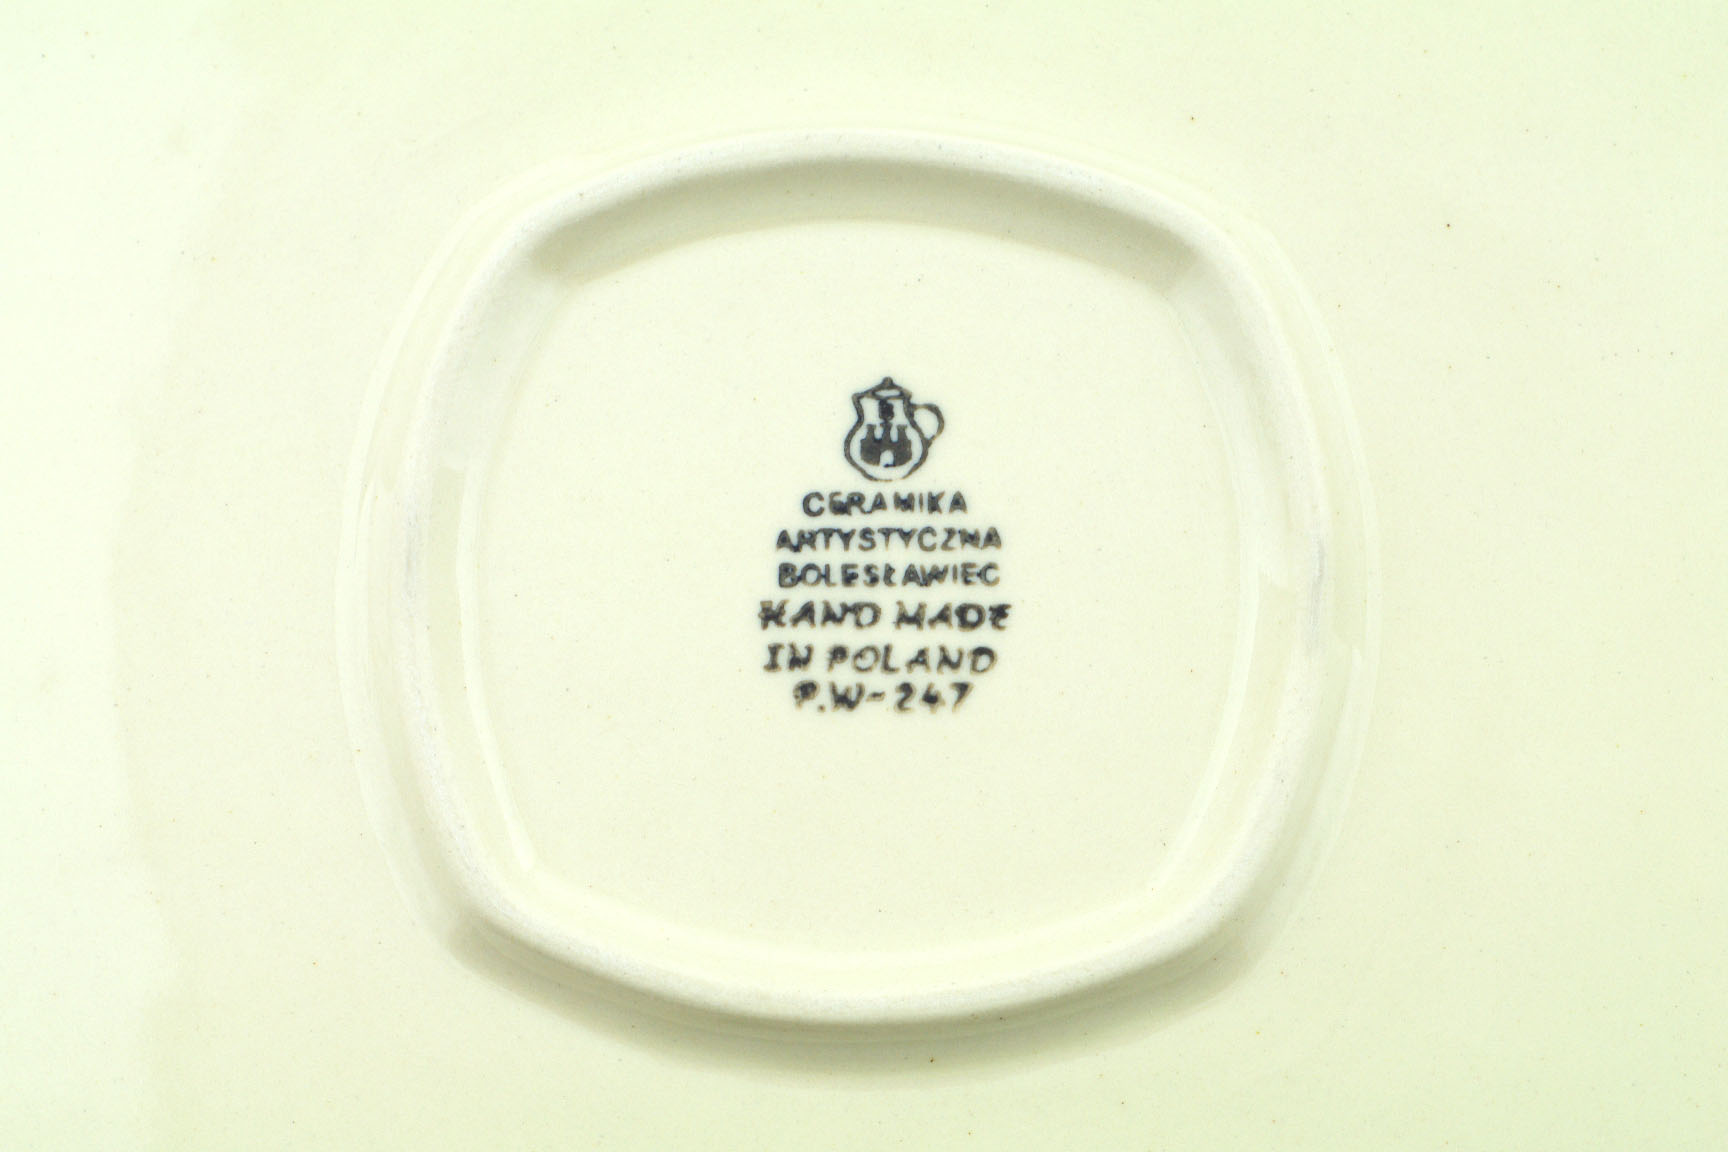 CERAMIKA
ARTYSTYCZNA
BOLESŁAWIEC
HAND MADE
IN POLAND
P.W-247